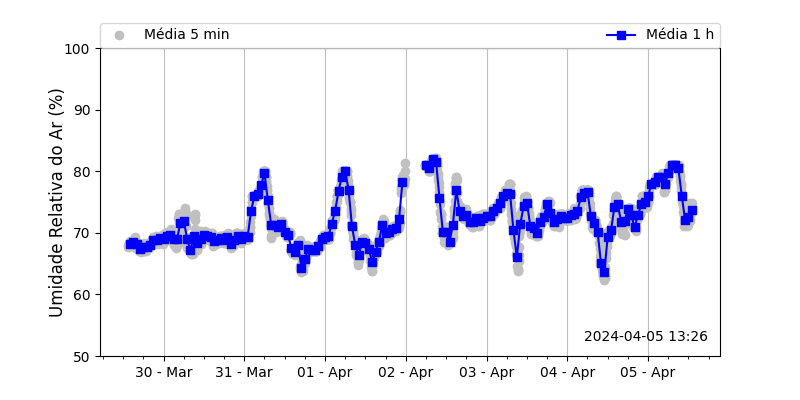 Média 5 min
Média 1 h
Umidade Relativa do Ar (%)
100
90
80
70
60
50
2024-04-05 13:26
30 - Mar
31 - Mar
01 - Apr
02 - Apr
03 - Apr
04 - Apr
05 - Apr